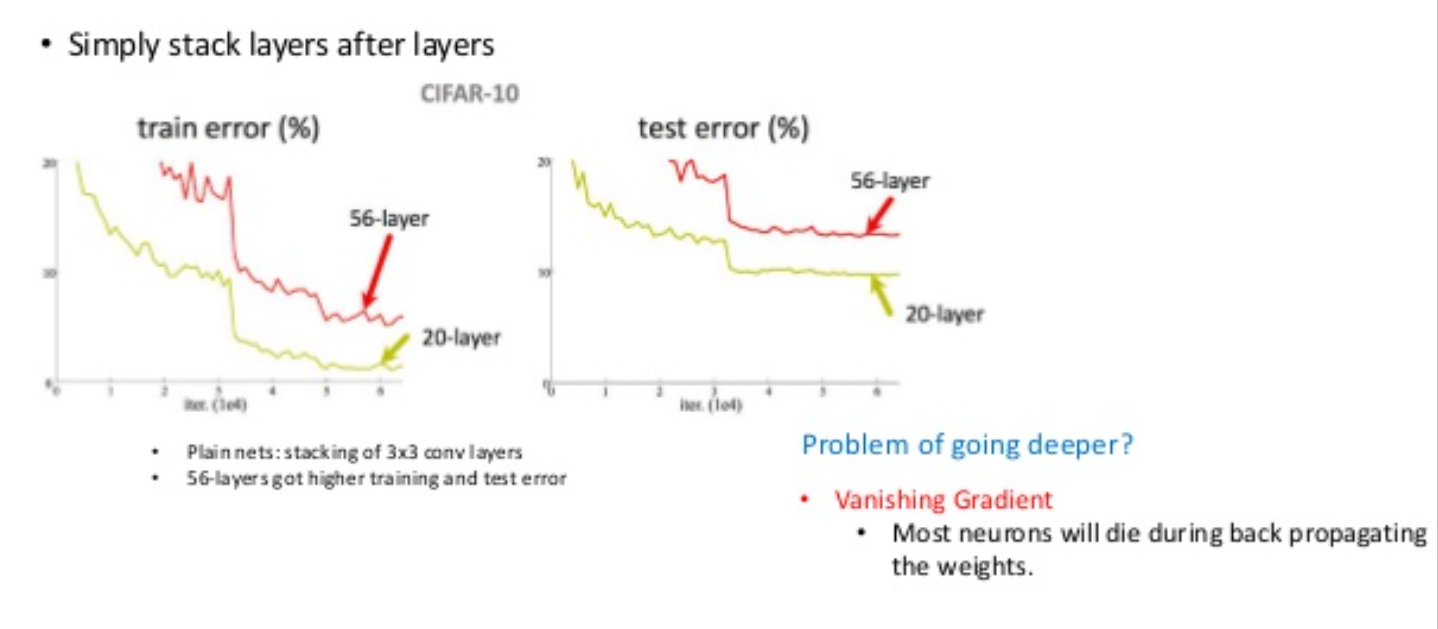 • Simply stack layers after layers
CIFAR-10
train error (%)
20
10
0
0 1 2 3 4 5 6
iter. (1e4)
56-layer
20-layer
test error (%)
20
10
0
0 1 2 3 4 5 6
iter. (1e4)
56-layer
20-layer
• Plain nets: stacking of 3x3 conv layers
• 56-layers got higher training and test error
Problem of going deeper?
• Vanishing Gradient
• Most neurons will die during back propagating
the weights.